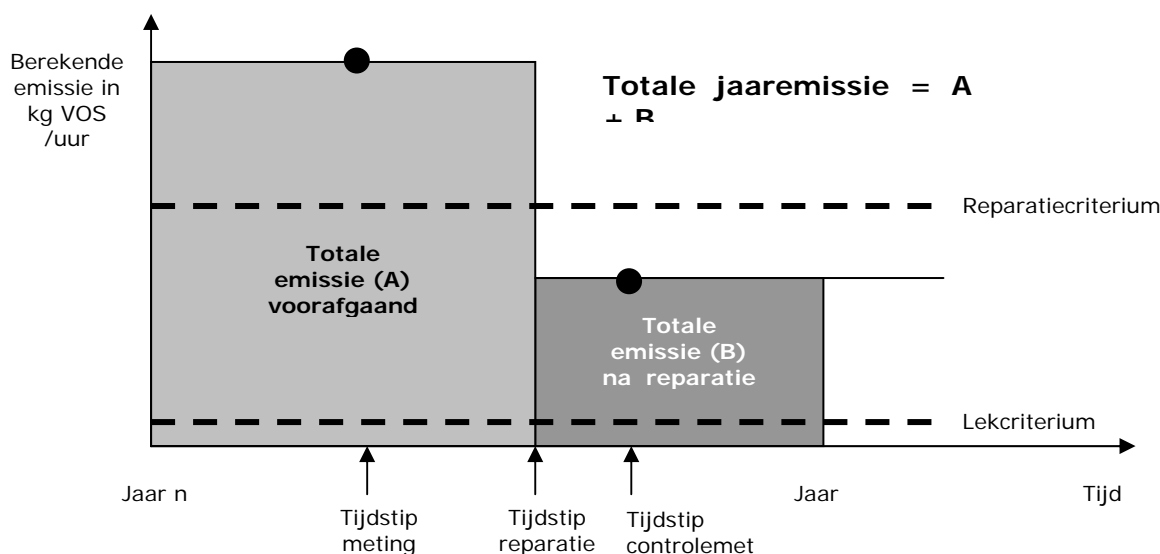 Berekende
emissie in
kg VOS
/uur
Totale jaaremissie = A
+ B
Reparatiecriterium
Totale
emissie (A)
voorafgaand
Totale
emissie (B)
na reparatie
Lekcriterium
Jaar n
Jaar
Tijd
Tijdstip
meting
Tijdstip
reparatie
Tijdstip
controlemet